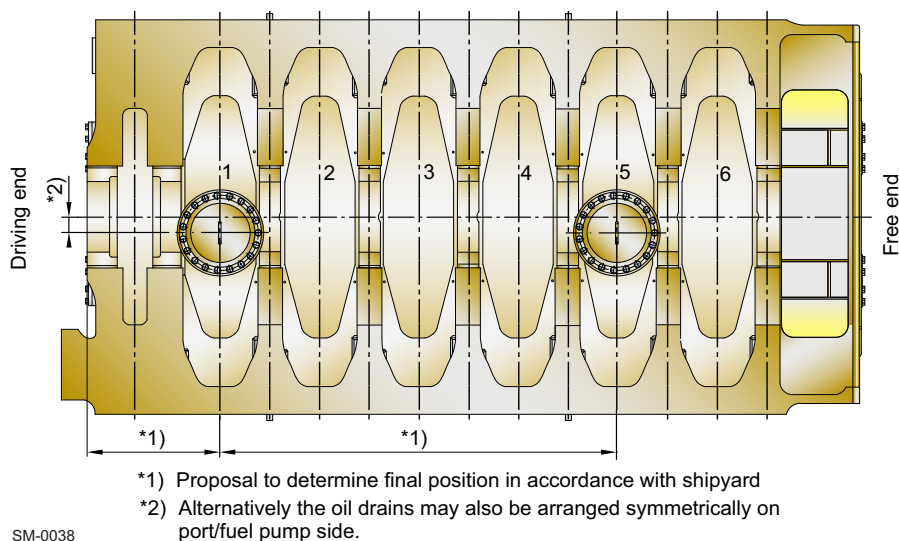 Driving end
*2)
1
2
3
4
5
6
Free end
*1)
*1)
*1) Proposal to determine final position in accordance with shipyard
*2) Alternatively the oil drains may also be arranged symmetrically on
port/fuel pump side.
SM-0038